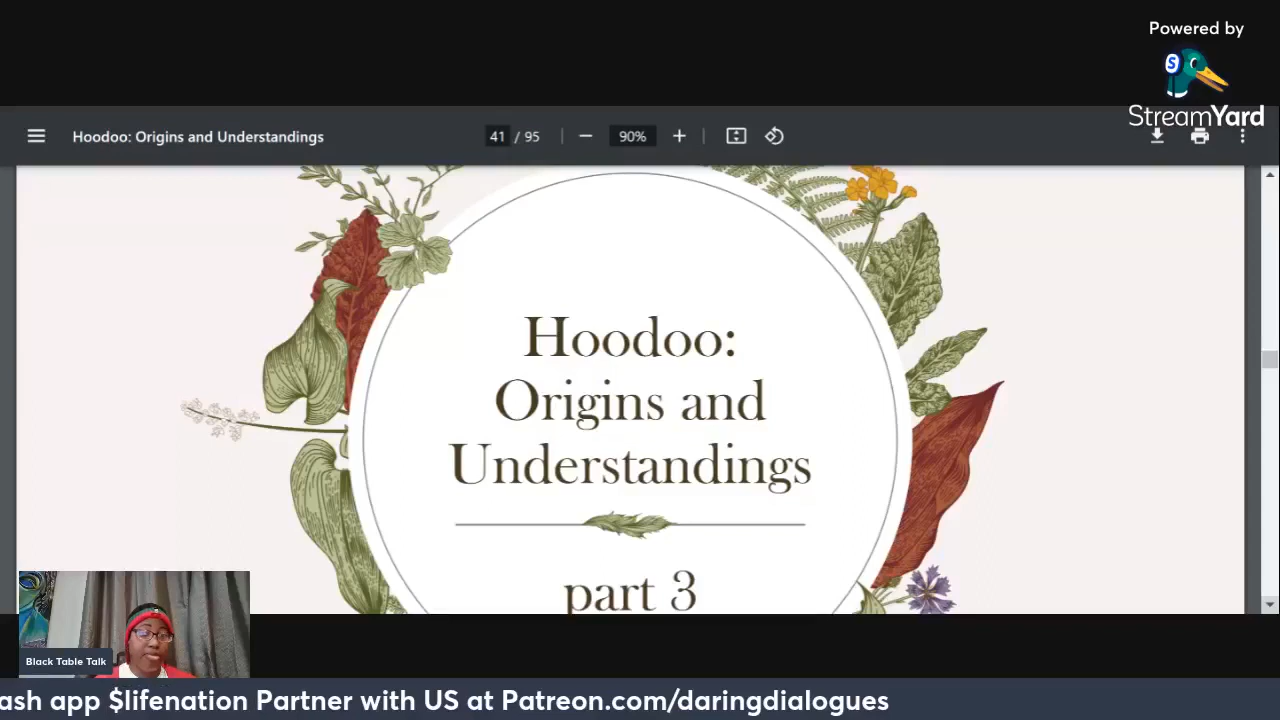 Powered by
StreamYard
Hoodoo: Origins and Understandings
41 / 95
90%
Hoodoo:
Origins and
Understandings
part 3
Black Table Talk
ash app $lifenation Partner with US at Patreon.com/daringdialogues